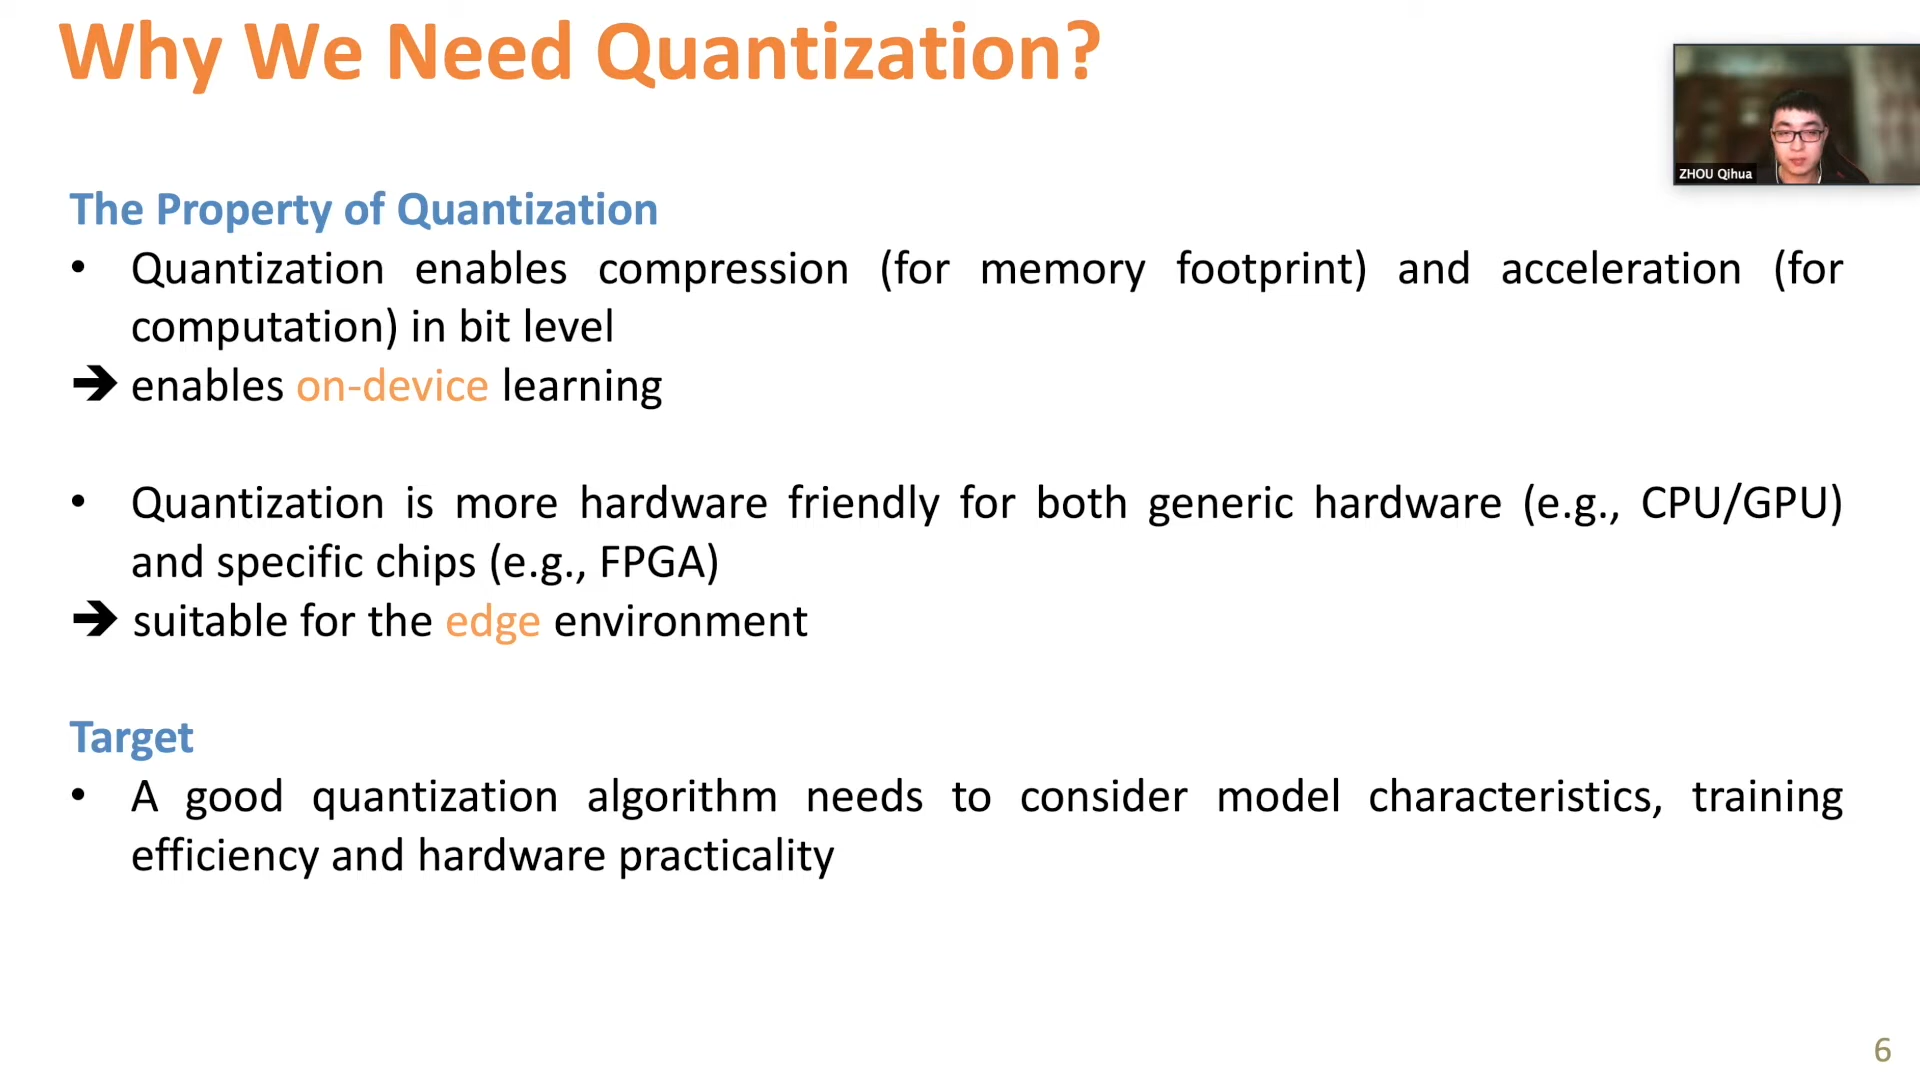 Why We Need Quantization?
ZHOU Qihua
The Property of Quantization
• Quantization enables compression (for memory footprint) and acceleration (for
computation) in bit level
➔ enables on-device learning
• Quantization is more hardware friendly for both generic hardware (e.g., CPU/GPU)
and specific chips (e.g., FPGA)
➔ suitable for the edge environment
Target
• A good quantization algorithm needs to consider model characteristics, training
efficiency and hardware practicality
6